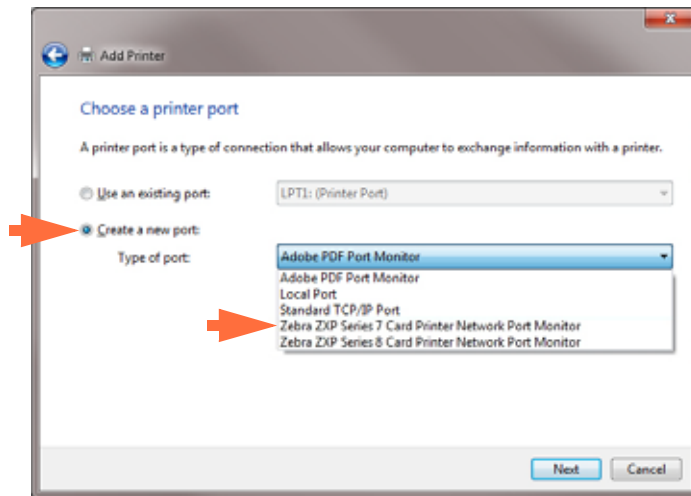 Add Printer
Choose a printer port
A printer port is a type of connection that allows your computer to exchange information with a printer.
Use an existing port: LPT1: (Printer Port)
Create a new port:
Type of port: Adobe PDF Port Monitor
Adobe PDF Port Monitor
Local Port
Standard TCP/IP Port
Zebra ZXP Series 7 Card Printer Network Port Monitor
Zebra ZXP Series 8 Card Printer Network Port Monitor
Next Cancel